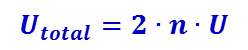 U_total = 2 · n · U